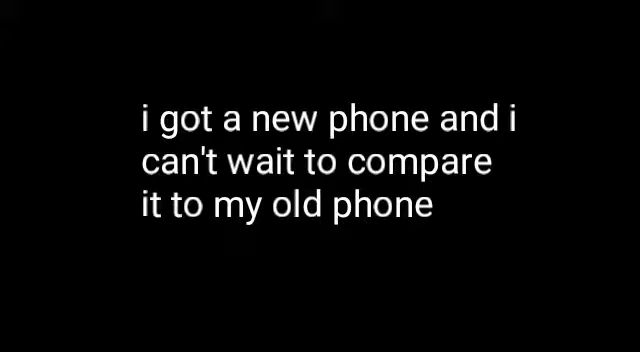 i got a new phone and i
can't wait to compare
it to my old phone